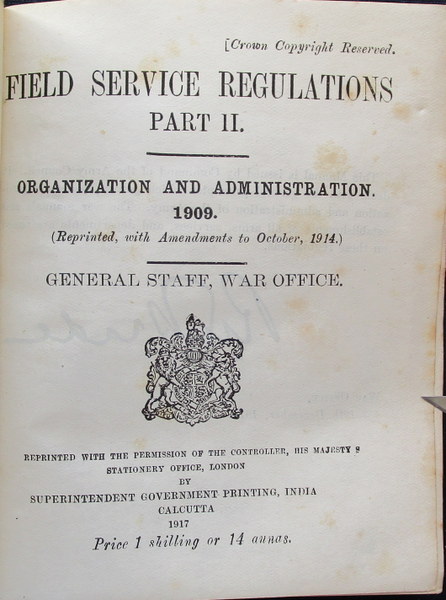 [Crown Copyright Reserved.
FIELD SERVICE REGULATIONS
PART II.
ORGANIZATION AND ADMINISTRATION.
1909.
(Reprinted, with Amendments to October, 1914.)
GENERAL STAFF, WAR OFFICE.
REPRINTED WITH THE PERMISSION OF THE CONTROLLER, HIS MAJESTY'S
STATIONERY OFFICE, LONDON
BY
SUPERINTENDENT GOVERNMENT PRINTING, INDIA
CALCUTTA
1917
Price 1 shilling or 14 annas.